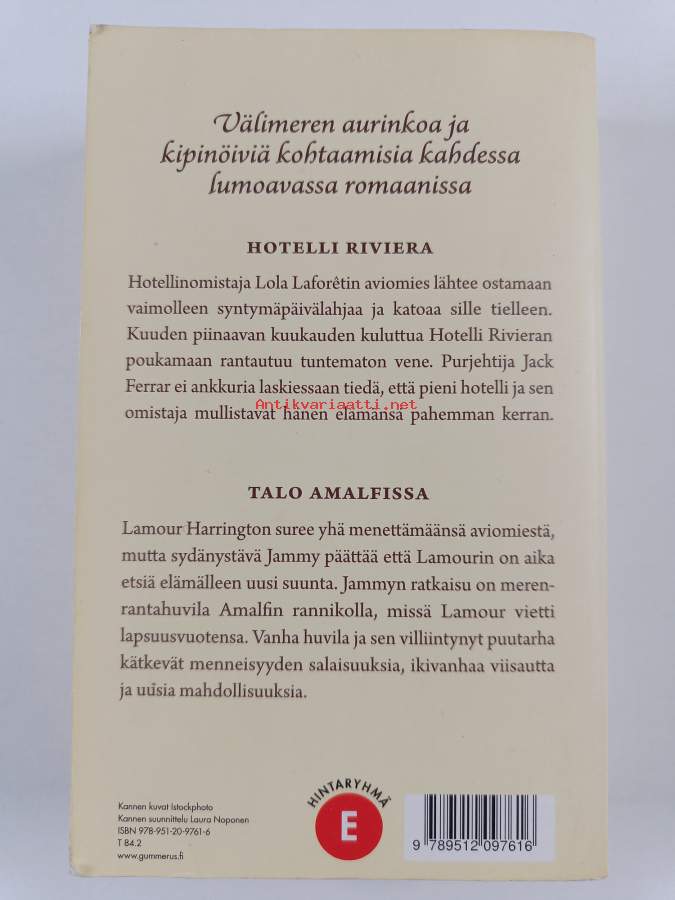 Välimeren aurinkoa ja
kipinöiviä kohtaamisia kahdessa
lumoavassa romaanissa
HOTELLI RIVIERA
Hotellinomistaja Lola Laforêtin aviomies lähtee ostamaan
vaimolleen syntymäpäivälahjaa ja katoaa sille tielleen.
Kuuden piinaavan kuukauden kuluttua Hotelli Rivieran
poukamaan rantautuu tuntematon vene. Purjehtija Jack
Ferrar ei ankkuria laskiessaan tiedä, että pieni hotelli ja sen
Antikvariaatti.net
omistaja mullistavat hänen elämänsä pahemman kerran.
TALO AMALFISSA
Lamour Harrington suree yhä menettämäänsä aviomiestä,
mutta sydänystävä Jammy päättää että Lamourin on aika
etsiä elämälleen uusi suunta. Jammyn ratkaisu on meren-
rantahuvila Amalfin rannikolla, missä Lamour vietti
lapsuusvuotensa. Vanha huvila ja sen villiintynyt puutarha
kätkevät menneisyyden salaisuuksia, ikivanhaa viisautta
ja uusia mahdollisuuksia.
Kannen kuvat Istockphoto
Kannen suunnittelu Laura Noponen
ISBN 978-951-20-9761-6
T 84.2
www.gummerus.fi
HINTARYHMÄ
E
9 789512 097616